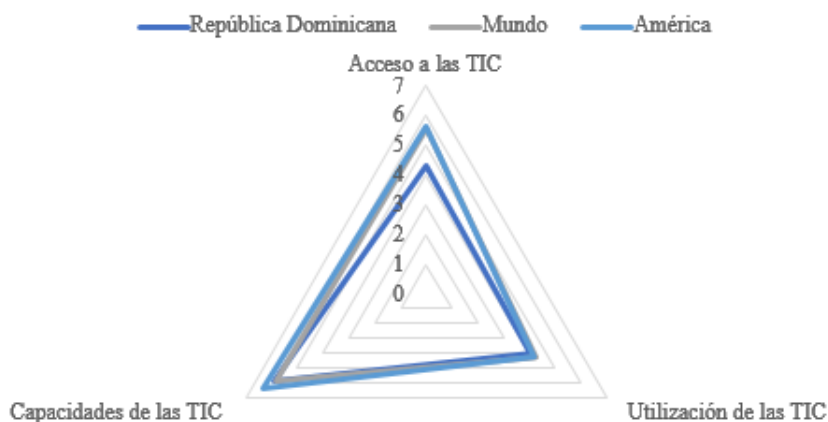 República Dominicana Mundo América
Acceso a las TIC
7
6
5
4
3
2
1
0
Capacidades de las TIC Utilización de las TIC